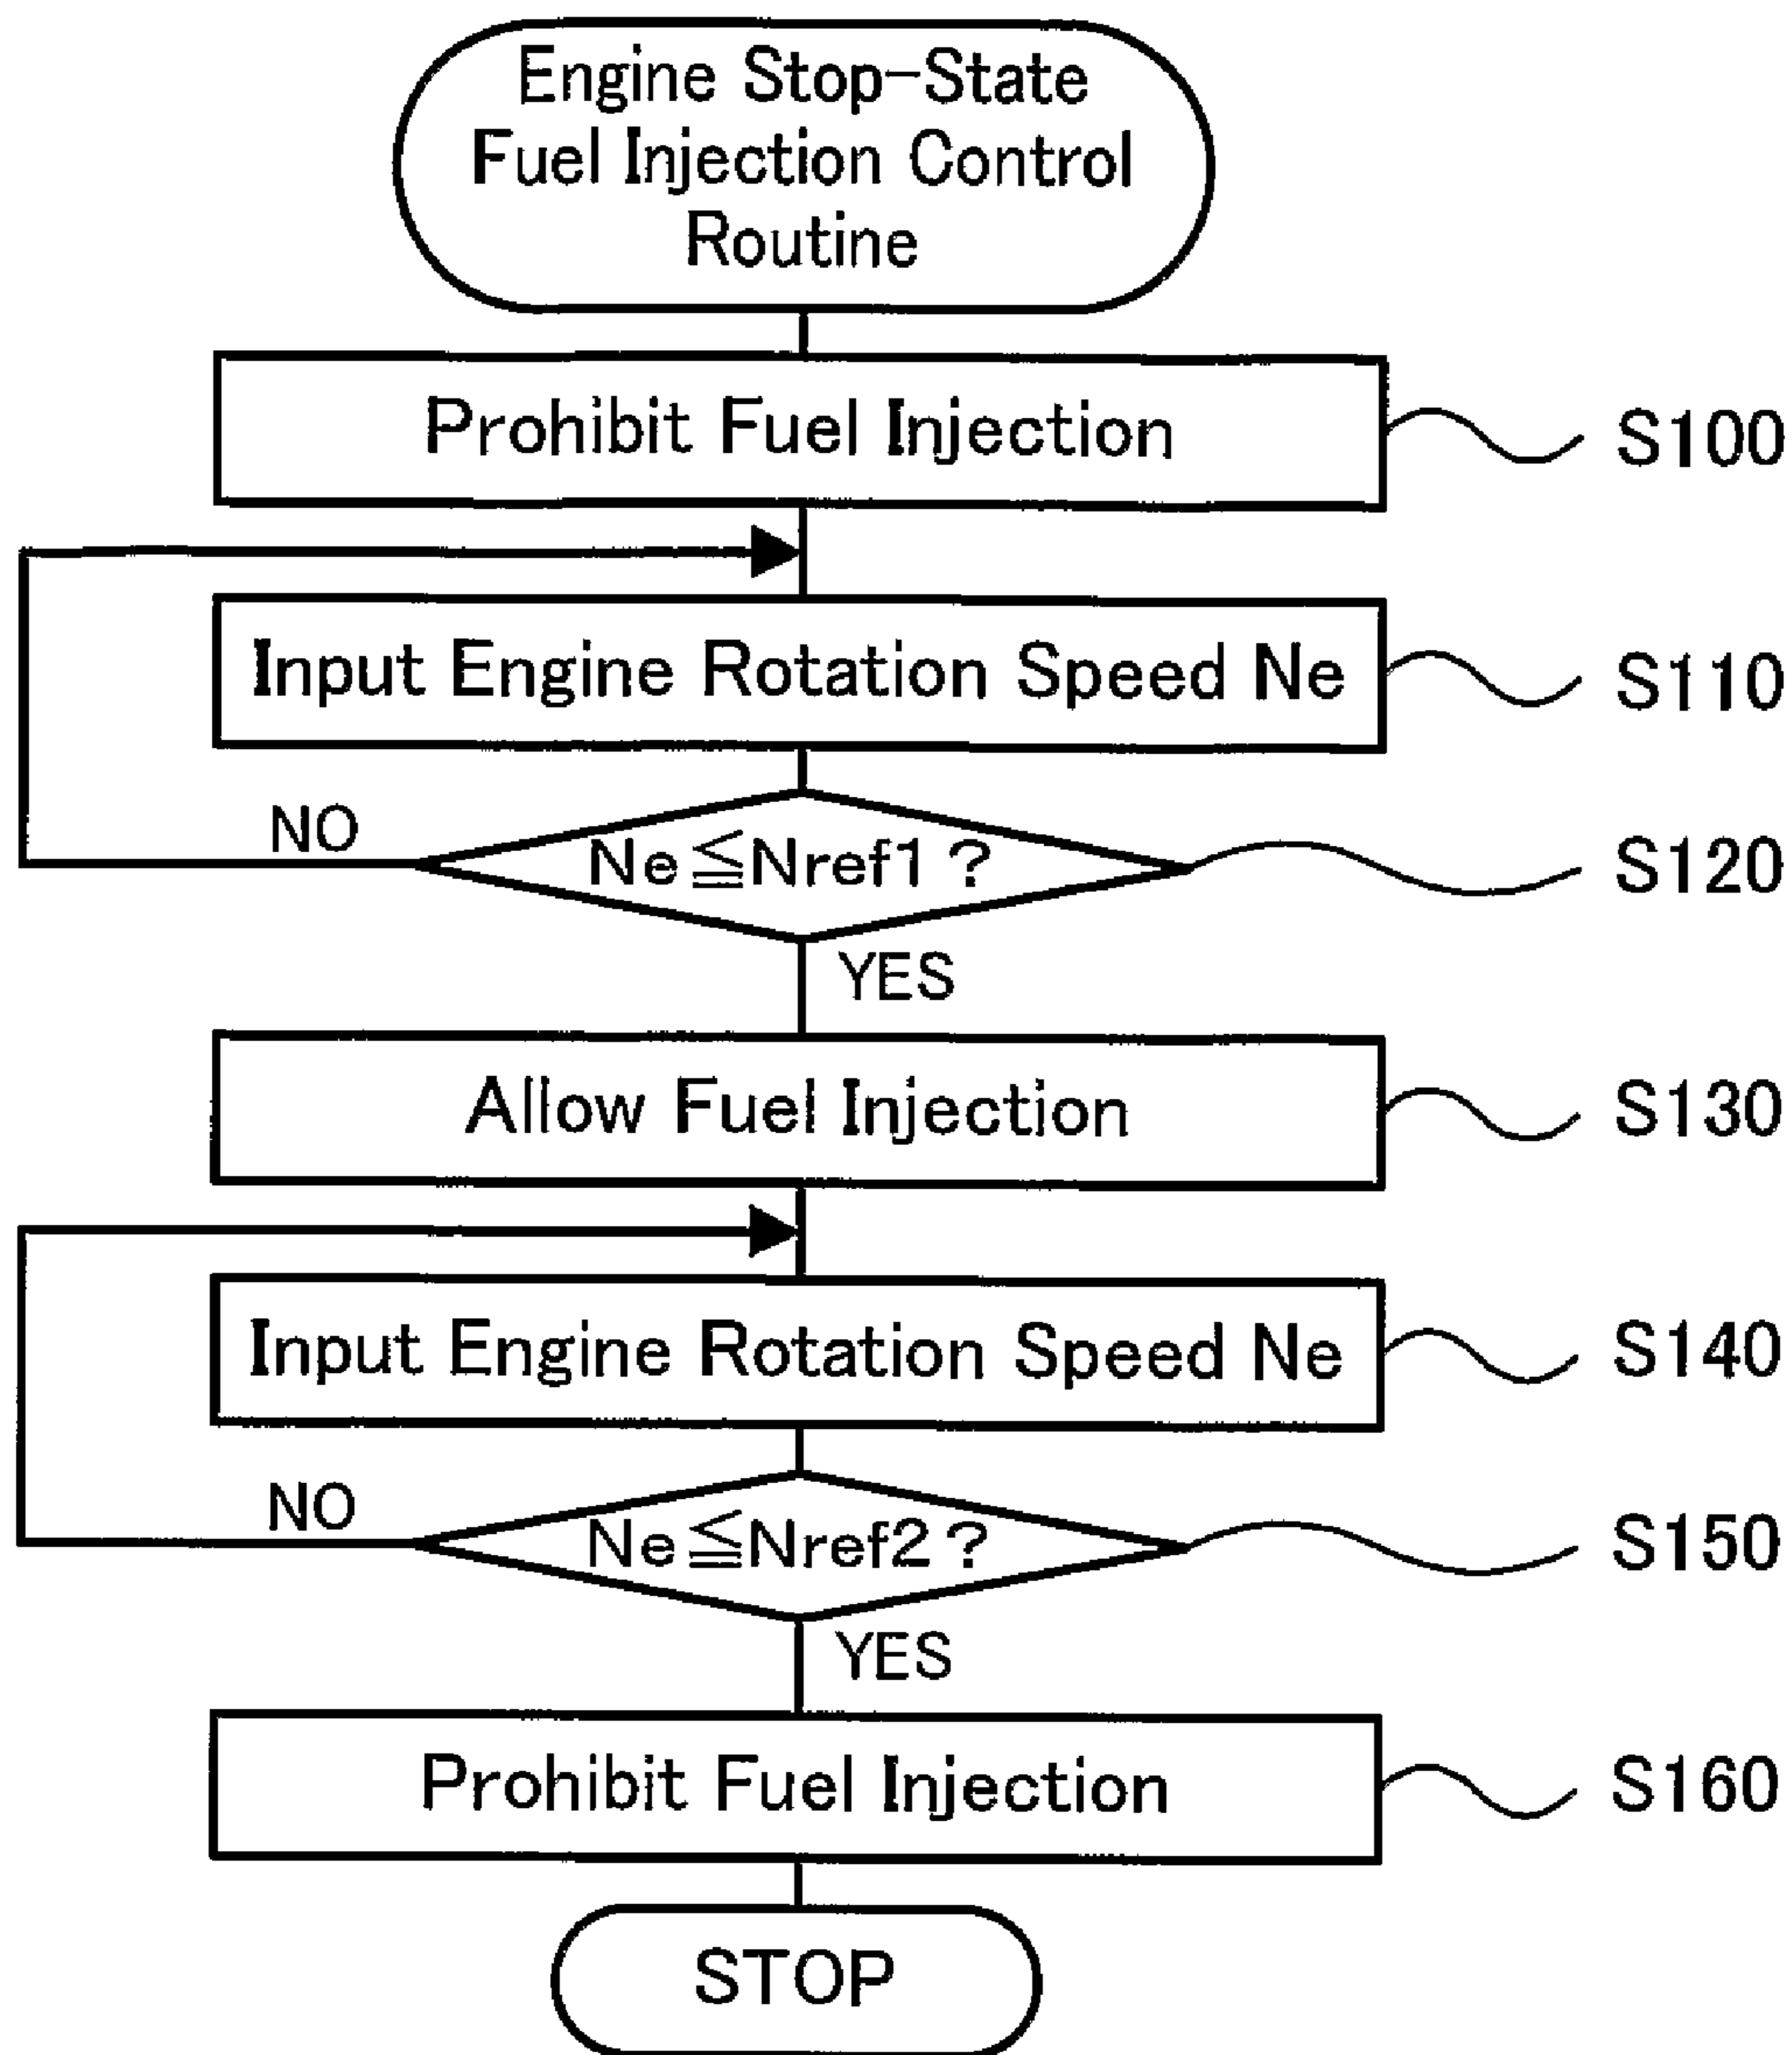 Engine Stop-State
Fuel Injection Control
Routine
Prohibit Fuel Injection
S100
Input Engine Rotation Speed Ne
S110
NO
Ne≦Nref1 ?
S120
YES
Allow Fuel Injection
S130
Input Engine Rotation Speed Ne
S140
NO
Ne≦Nref2 ?
S150
YES
Prohibit Fuel Injection
S160
STOP